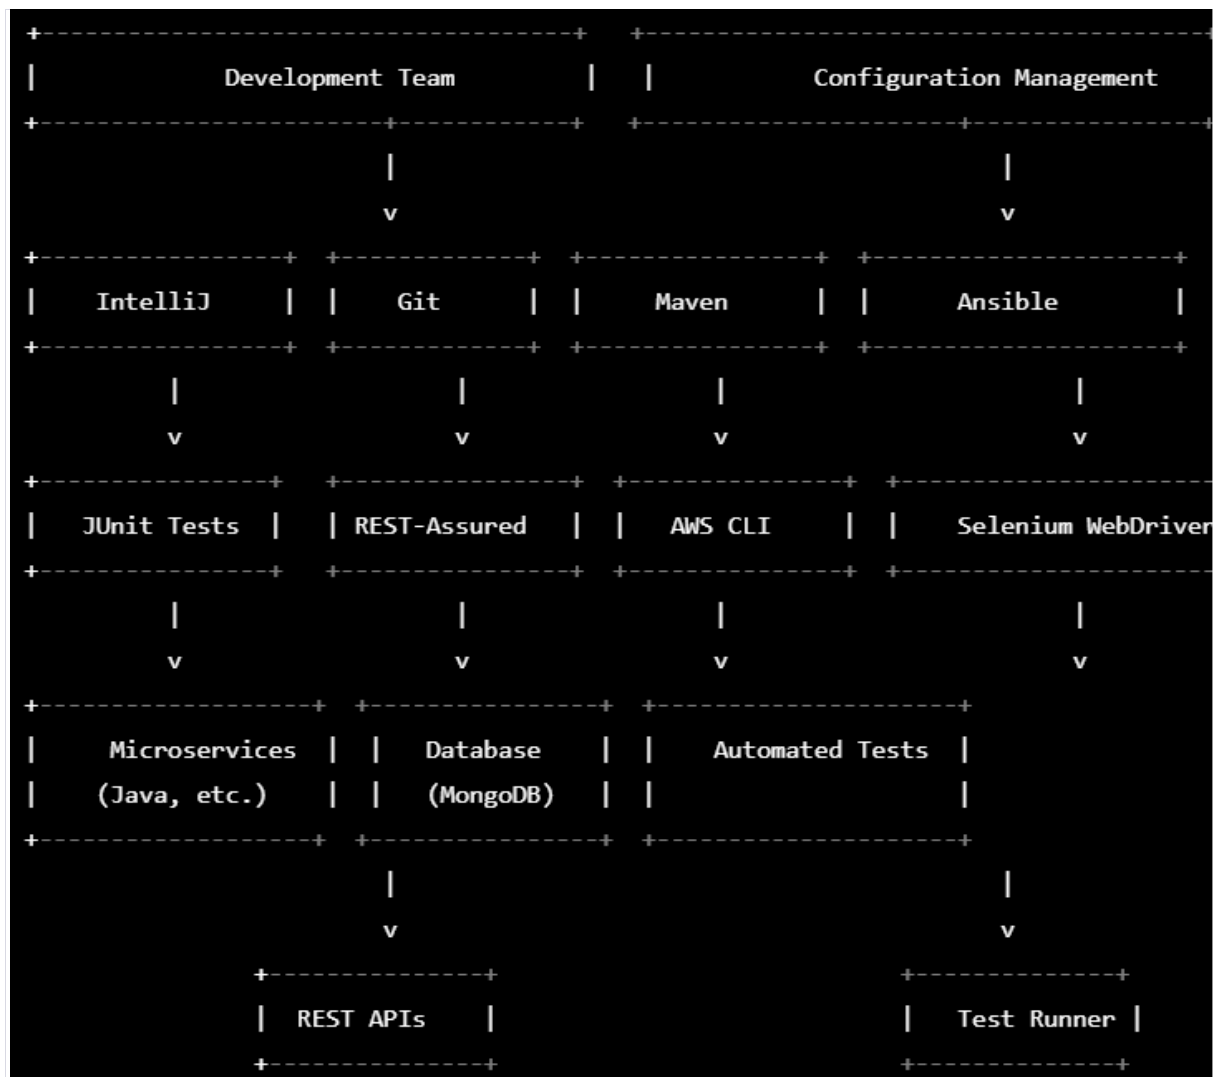 Development Team Configuration Management
v v
IntelliJ Git Maven Ansible
v v v v
JUnit Tests REST-Assured AWS CLI Selenium WebDriver
v v v v
Microservices Database Automated Tests
(Java, etc.) (MongoDB)
v v
REST APIs Test Runner